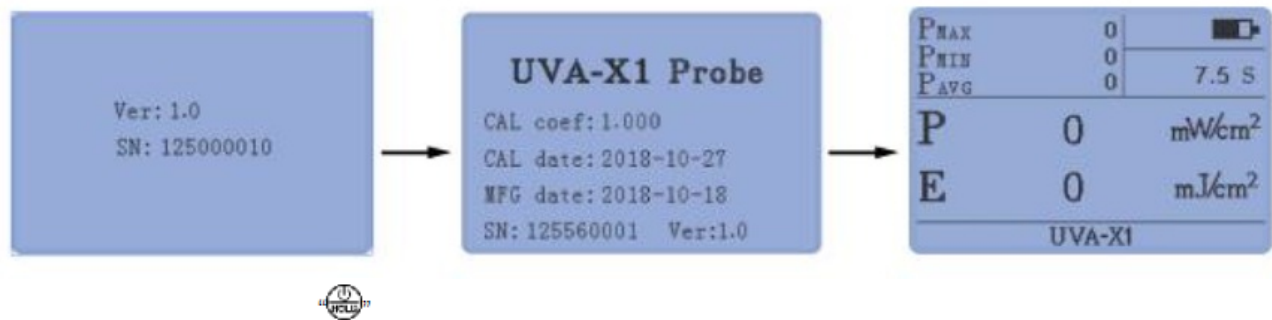 Ver: 1.0
SN: 125000010
UVA-X1 Probe
CAL coef: 1.000
CAL date: 2018-10-27
MFG date: 2018-10-18
SN: 125560001 Ver:1.0
PMAX 0
PMIN 0
PAVG 0
7.5 S
P 0 mW/cm²
E 0 mJ/cm²
UVA-X1
“HOLD”